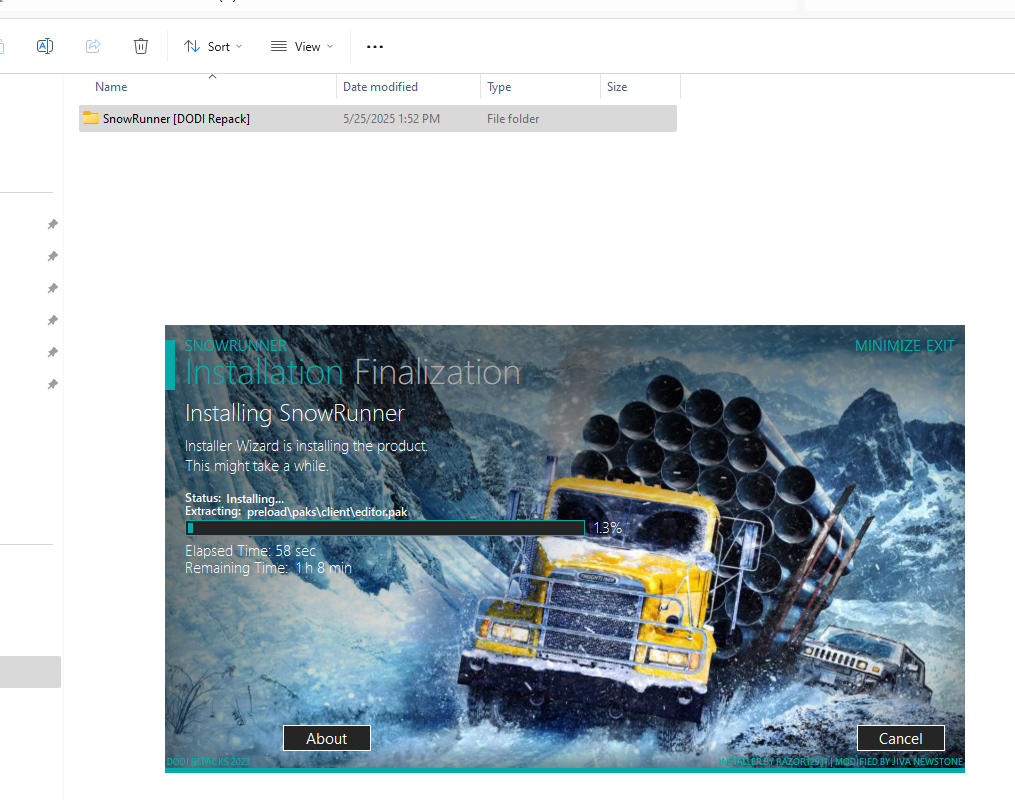 Sort
View
Name
Date modified
Type
Size
SnowRunner [DODI Repack]
5/25/2025 1:52 PM
File folder
SNOWRUNNER
MINIMIZE EXIT
Installation Finalization
Installing SnowRunner
Installer Wizard is installing the product.
This might take a while.
Status: Installing...
Extracting: preload\paks\client\editor.pak
1.3%
Elapsed Time: 58 sec
Remaining Time: 1 h 8 min
FREIGHTLINER
About
Cancel
DODI REPACKS 2023
INSTALLER BY RAZOR12911 | MODIFIED BY JIVA NEWSTONE